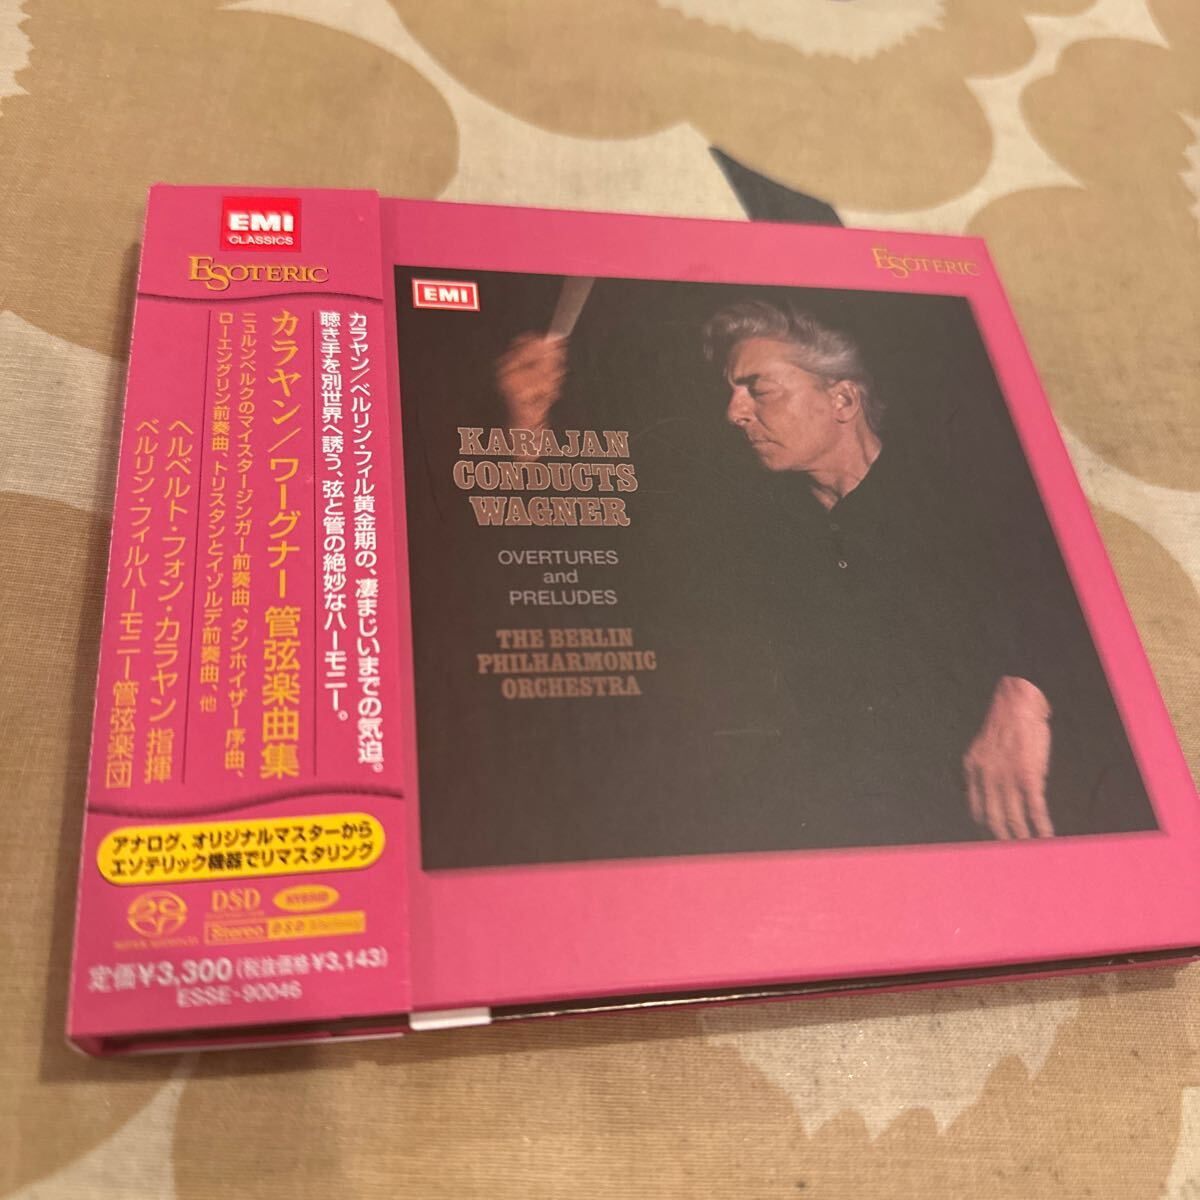 EMI
CLASSICS
ESOTERIC
カラヤン/ベルリン・フィル黄金期の、凄まじいまでの気迫。
聴き手を別世界へ誘う、弦と管の絶妙なハーモニー。
カラヤン/ワーグナー 管弦楽曲集
ニュルンベルクのマイスタージンガー前奏曲、タンホイザー序曲、
ローエングリン前奏曲、トリスタンとイゾルデ前奏曲、他
ヘルベルト・フォン・カラヤン 指揮
ベルリン・フィルハーモニー管弦楽団
アナログ、オリジナルマスターから
エソテリック機器でリマスタリング
SUPER AUDIO CD
DSD
HYBRID
Stereo DSD Mastering
定価¥3,300(税抜価格¥3,143)
ESSE-90046
ESOTERIC
EMI
KARAJAN
CONDUCTS
WAGNER
OVERTURES
and
PRELUDES
THE BERLIN
PHILHARMONIC
ORCHESTRA